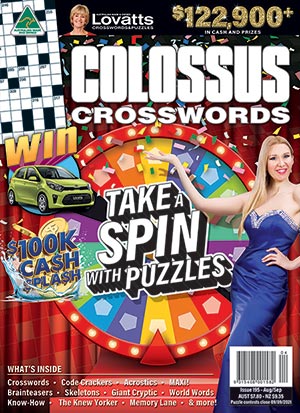 Lovatts
CROSSWORDS&PUZZLES
$122,900+
IN CASH AND PRIZES
COLOSSUS
CROSSWORDS
WIN
TAKE A
SPIN
WITH PUZZLES
$100K
CASH
SPLASH
WHAT'S INSIDE
Crosswords • Code Crackers • Acrostics • MAXI!
Brainteasers • Skeletons • Giant Cryptic • World Words
Know-How • The Knew Yorker • Memory Lane • & more!
Issue 195 - Aug/Sep
AUST $7.80 - NZ $9.35